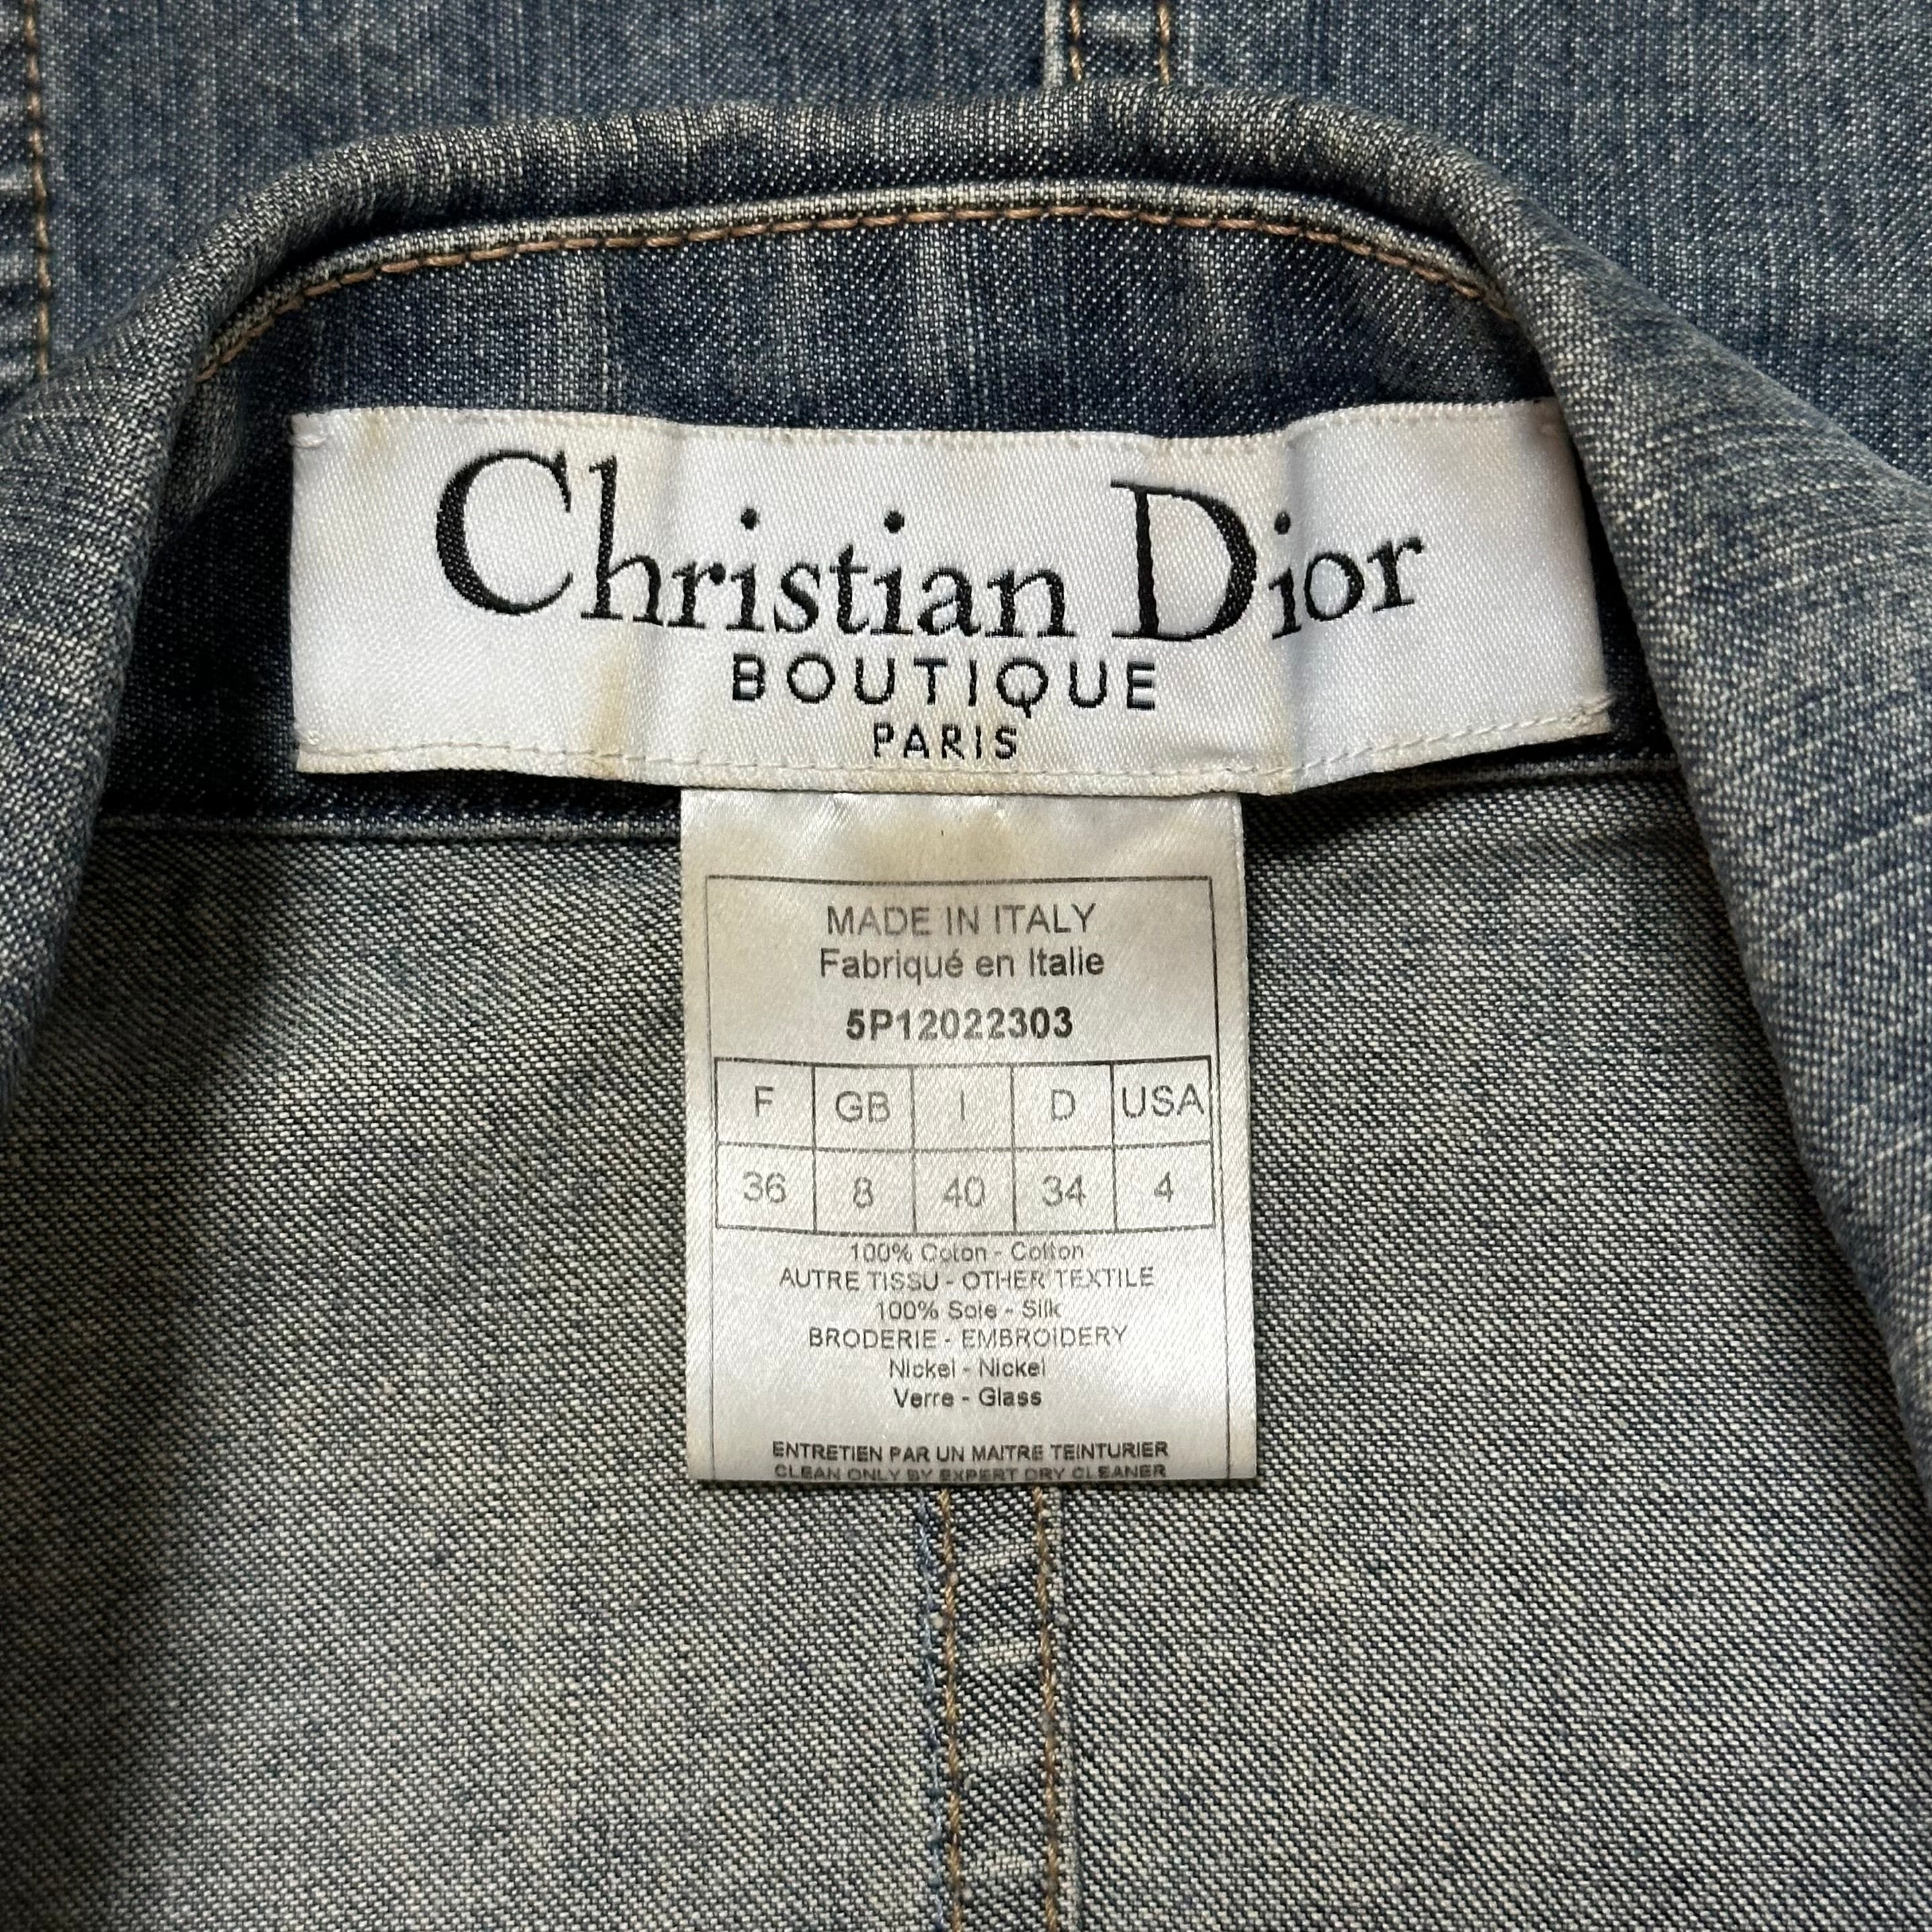 Christian Dior
BOUTIQUE
PARIS
MADE IN ITALY
Fabriqué en Italie
5P12022303
F GB I D USA
36 8 40 34 4
100% Coton - Cotton
AUTRE TISSU - OTHER TEXTILE
100% Soie - Silk
BRODERIE - EMBROIDERY
Nickel - Nickel
Verre - Glass
ENTRETIEN PAR UN MAITRE TEINTURIER
CLEAN ONLY BY EXPERT DRY CLEANER